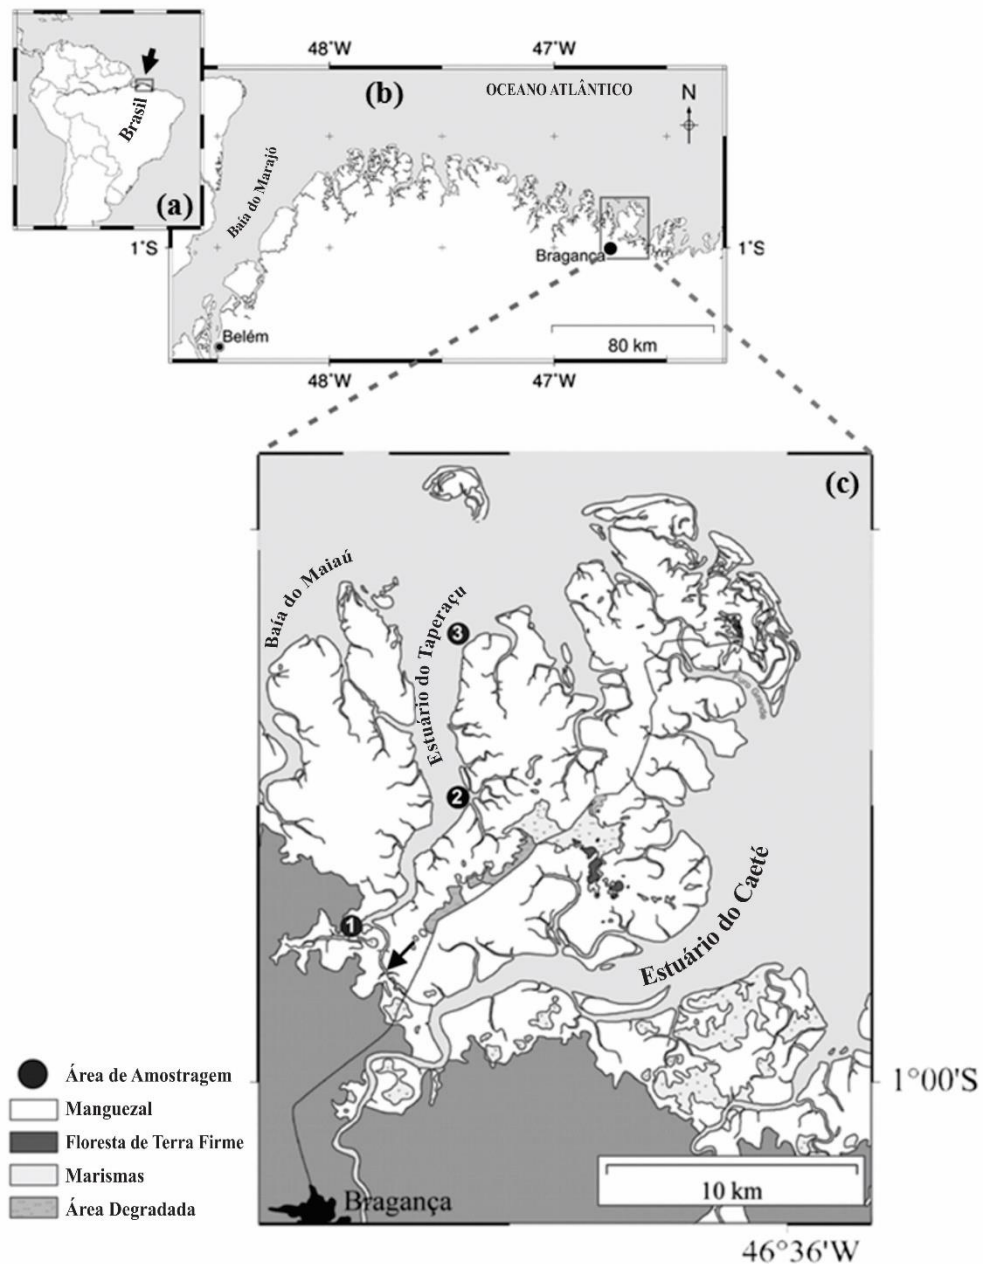 48°W
47°W
Brasil
(a)
(b)
OCEANO ATLÂNTICO
N
Baía do Marajó
1°S
1°S
Bragança
Belém
80 km
48°W
47°W
(c)
Baía do Maiaú
Estuário do Taperaçu
3
Furo Grande
2
1
Estuário do Caeté
Área de Amostragem
Manguezal
Floresta de Terra Firme
Marismas
Área Degradada
1°00'S
Bragança
10 km
46°36'W